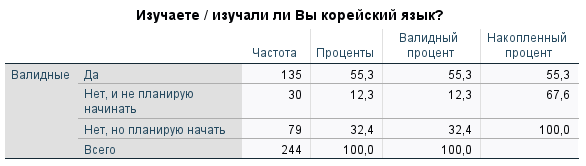 Изучаете / изучали ли Вы корейский язык?
Частота Проценты Валидный процент Накопленный процент
Валидные Да 135 55,3 55,3 55,3
Нет, и не планирую начинать 30 12,3 12,3 67,6
Нет, но планирую начать 79 32,4 32,4 100,0
Всего 244 100,0 100,0